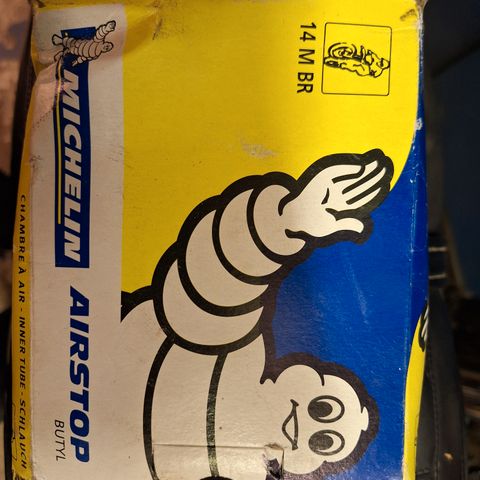 14 M BR
MICHELIN
AIRSTOP
BUTYL
CHAMBRE À AIR - INNER TUBE - SCHLAUCH